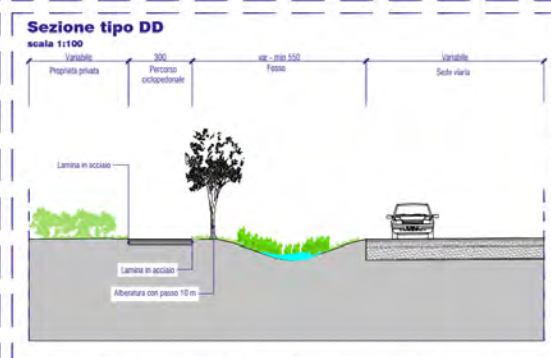 Sezione tipo DD
scala 1:100
Variabile
300
var - min 550
Variabile
Proprietà privata
Percorso
ciclopedonale
Fosso
Sede viaria
Lamina in acciaio
Lamina in acciaio
Alberatura con passo 10 m